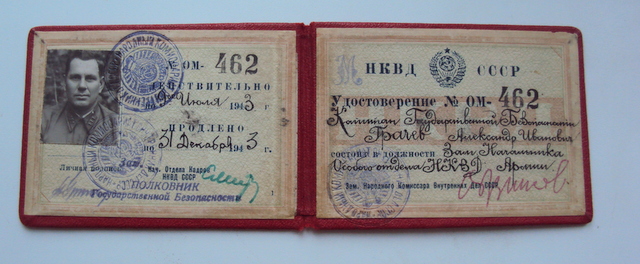 ОМ- 462
ДЕЙСТВИТЕЛЬНО
Июля 1943
ПРОДЛЕНО
по 31 Декабря 1943
Личная подпись
Зам. Нач. Отдела Кадров
НКВД СССР
ПОЛКОВНИК
Государственной Безопасности
НКВД СССР
Удостоверение № ОМ- 462
Капитан Государственной Безопасности
Грачев Александр Иванович
состоит в должности Зам. Начальника
Особого отдела НКВД Армии
Зам. Народного Комиссара Внутренних Дел СССР